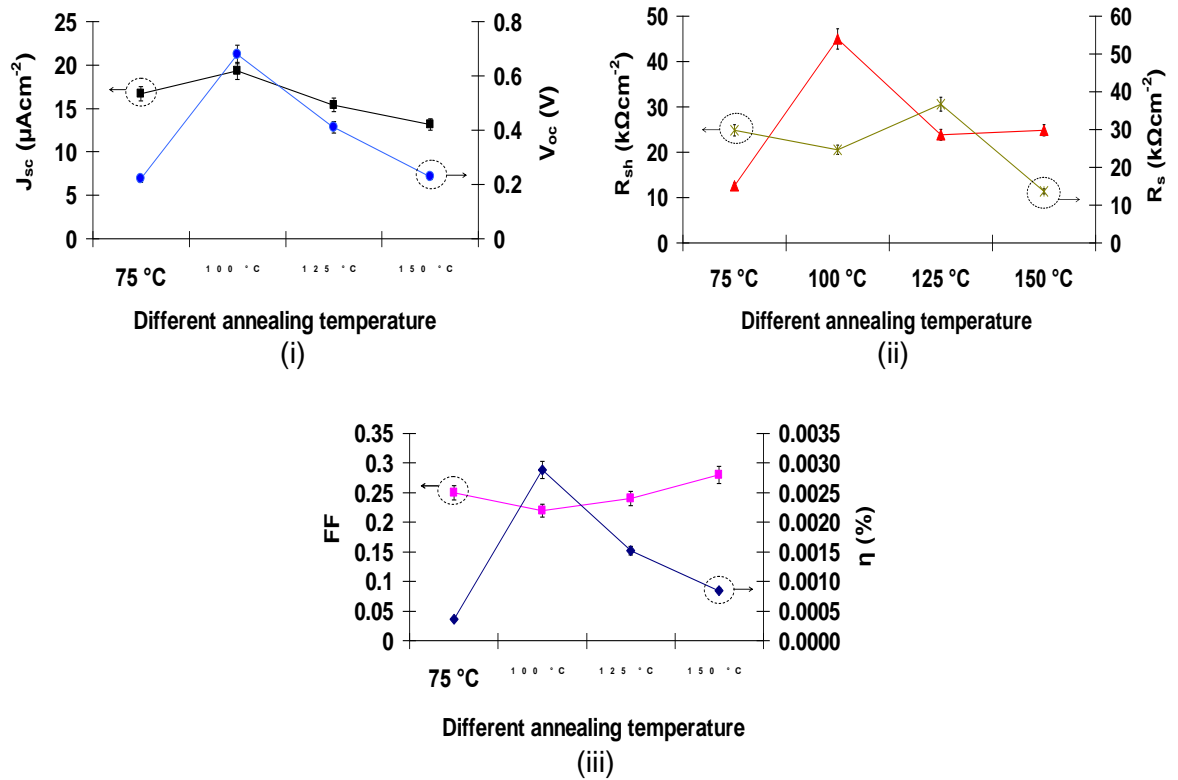 25
20
15
10
5
0
J_sc (µAcm⁻²)
0.8
0.6
0.4
0.2
0
V_oc (V)
75 °C 100 °C 125 °C 150 °C
Different annealing temperature
(i)
50
40
30
20
10
0
R_sh (kΩcm⁻²)
60
50
40
30
20
10
0
R_s (kΩcm⁻²)
75 °C 100 °C 125 °C 150 °C
Different annealing temperature
(ii)
0.35
0.3
0.25
0.2
0.15
0.1
0.05
0
FF
0.0035
0.0030
0.0025
0.0020
0.0015
0.0010
0.0005
0.0000
η (%)
75 °C 100 °C 125 °C 150 °C
Different annealing temperature
(iii)